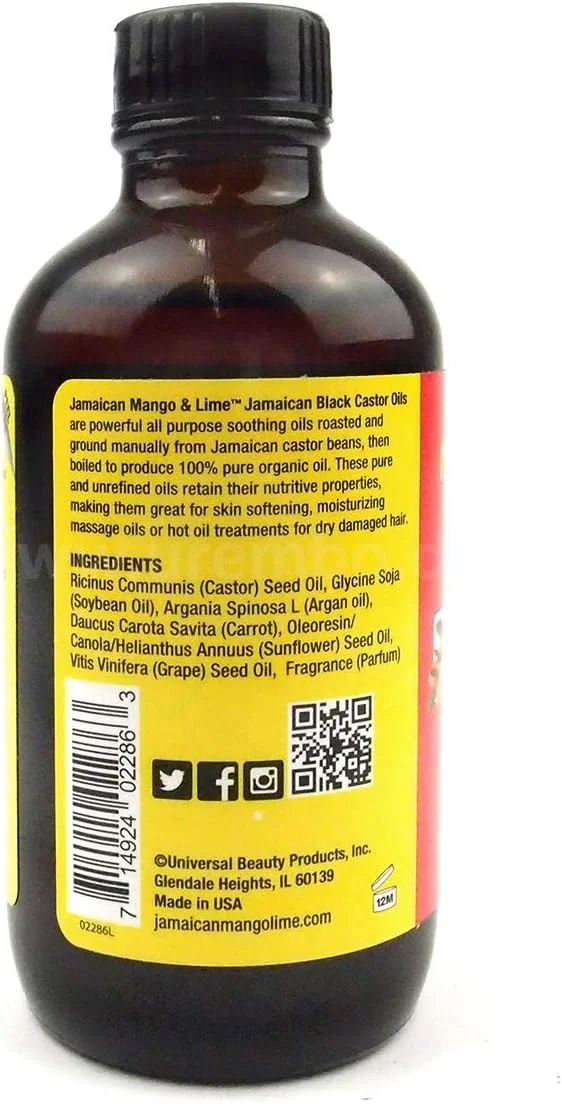 Jamaican Mango & Lime™ Jamaican Black Castor Oils
are powerful all purpose soothing oils roasted and
ground manually from Jamaican castor beans, then
boiled to produce 100% pure organic oil. These pure
and unrefined oils retain their nutritive properties,
making them great for skin softening, moisturizing
massage oils or hot oil treatments for dry damaged hair.
INGREDIENTS
Ricinus Communis (Castor) Seed Oil, Glycine Soja
(Soybean Oil), Argania Spinosa L (Argan oil),
Daucus Carota Savita (Carrot), Oleoresin/
Canola/Helianthus Annuus (Sunflower) Seed Oil,
Vitis Vinifera (Grape) Seed Oil, Fragrance (Parfum)
7 14924 02286 3
02286L
©Universal Beauty Products, Inc.
Glendale Heights, IL 60139
Made in USA
jamaicanmangolime.com
12M